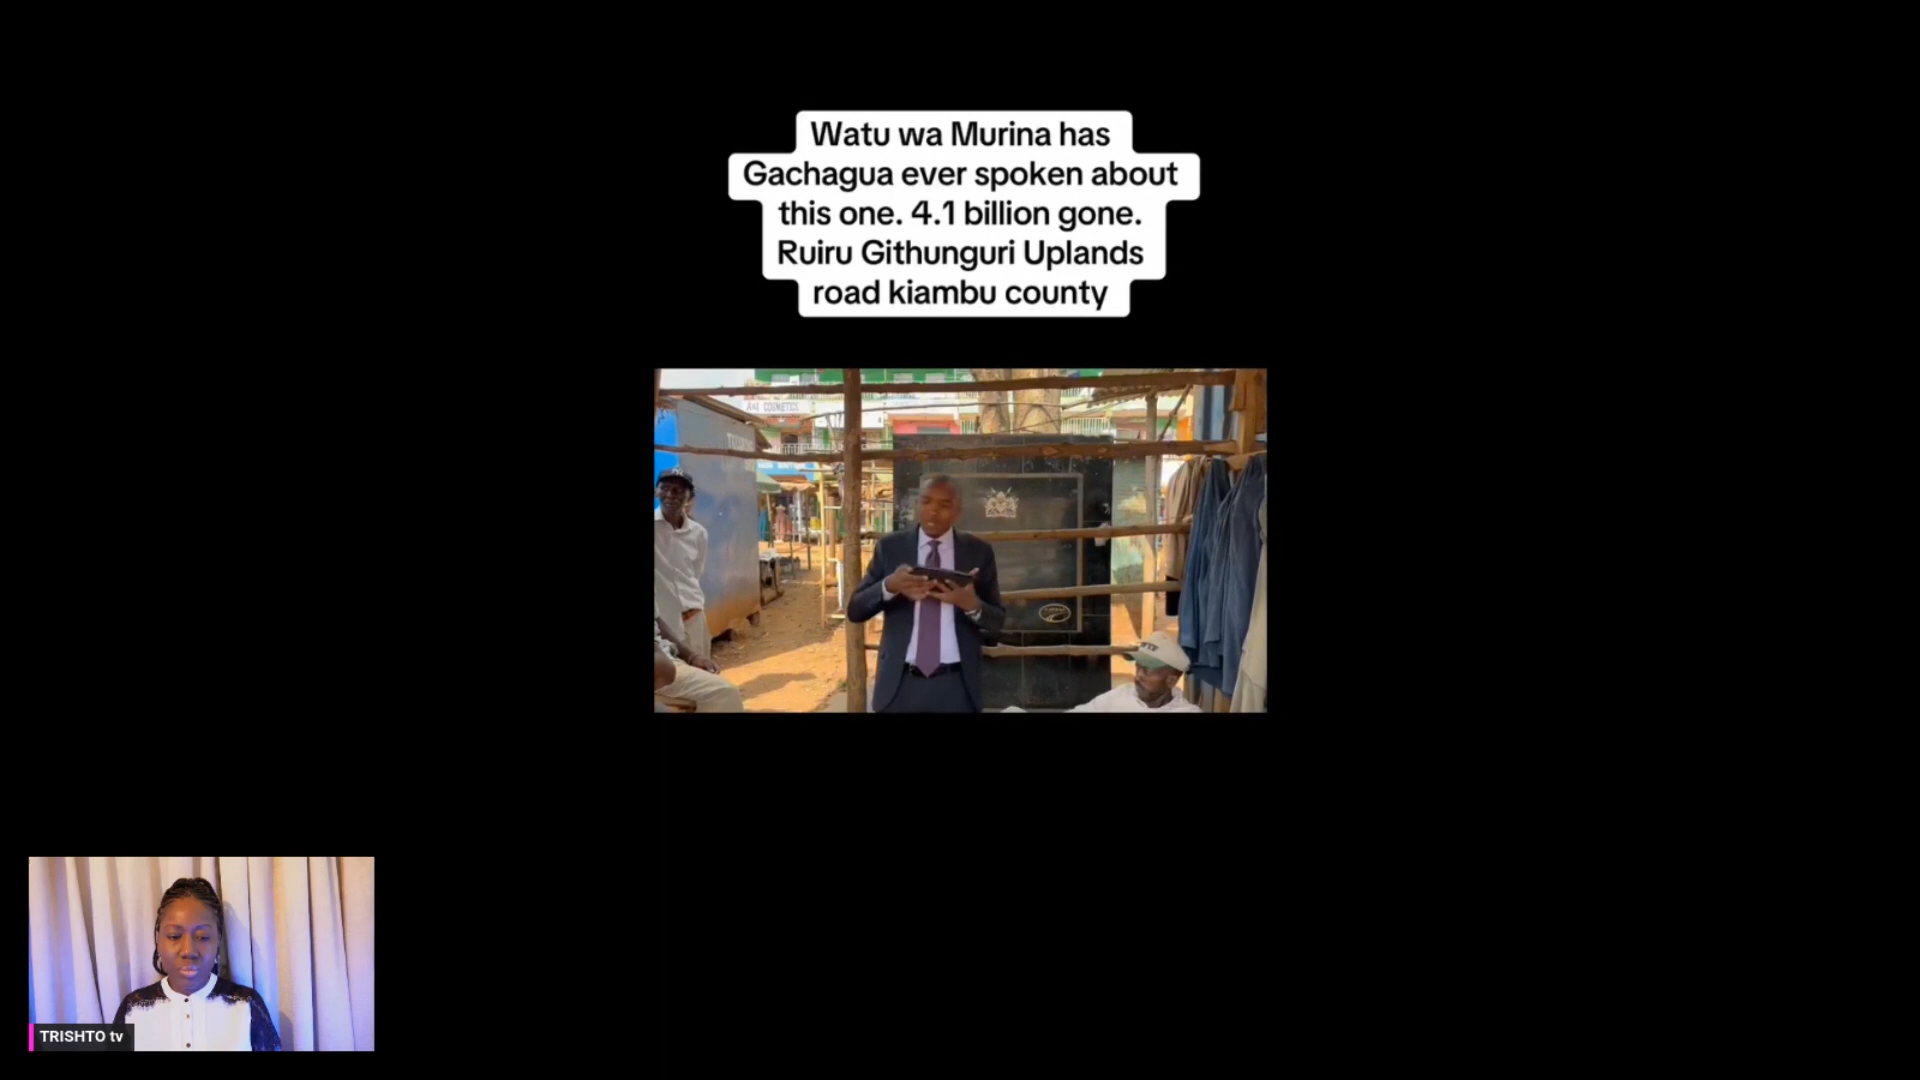 Watu wa Murina has
Gachagua ever spoken about
this one. 4.1 billion gone.
Ruiru Githunguri Uplands
road kiambu county
COSMETICS
TRISHTO tv